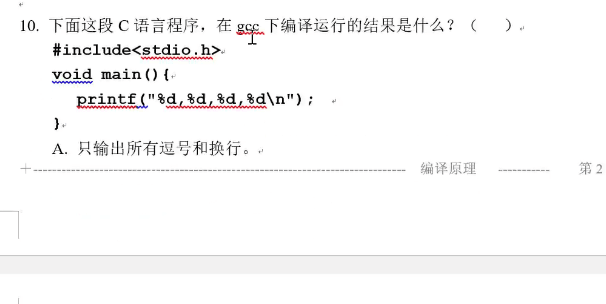 10. 下面这段 C 语言程序，在 gcc 下编译运行的结果是什么？（　　）
#include<stdio.h>
void main(){
printf("%d,%d,%d,%d\n");
}
A. 只输出所有逗号和换行。
编译原理 第 2